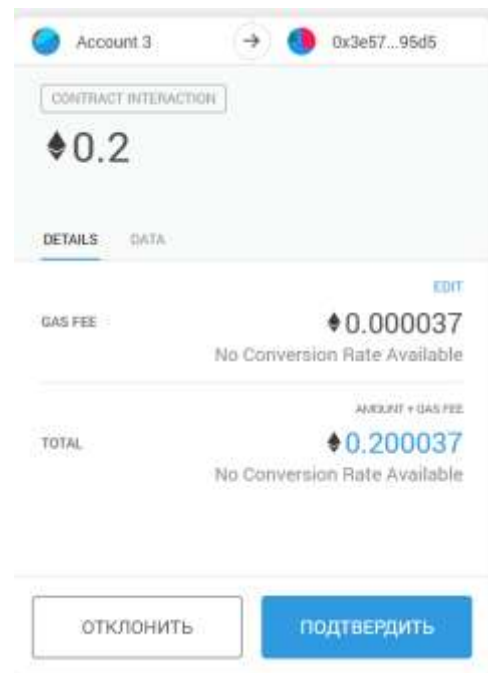 Account 3 → 0x3e57...95d5
CONTRACT INTERACTION
0.2
DETAILS DATA
EDIT
GAS FEE 0.000037
No Conversion Rate Available
AMOUNT + GAS FEE
TOTAL 0.200037
No Conversion Rate Available
ОТКЛОНИТЬ ПОДТВЕРДИТЬ